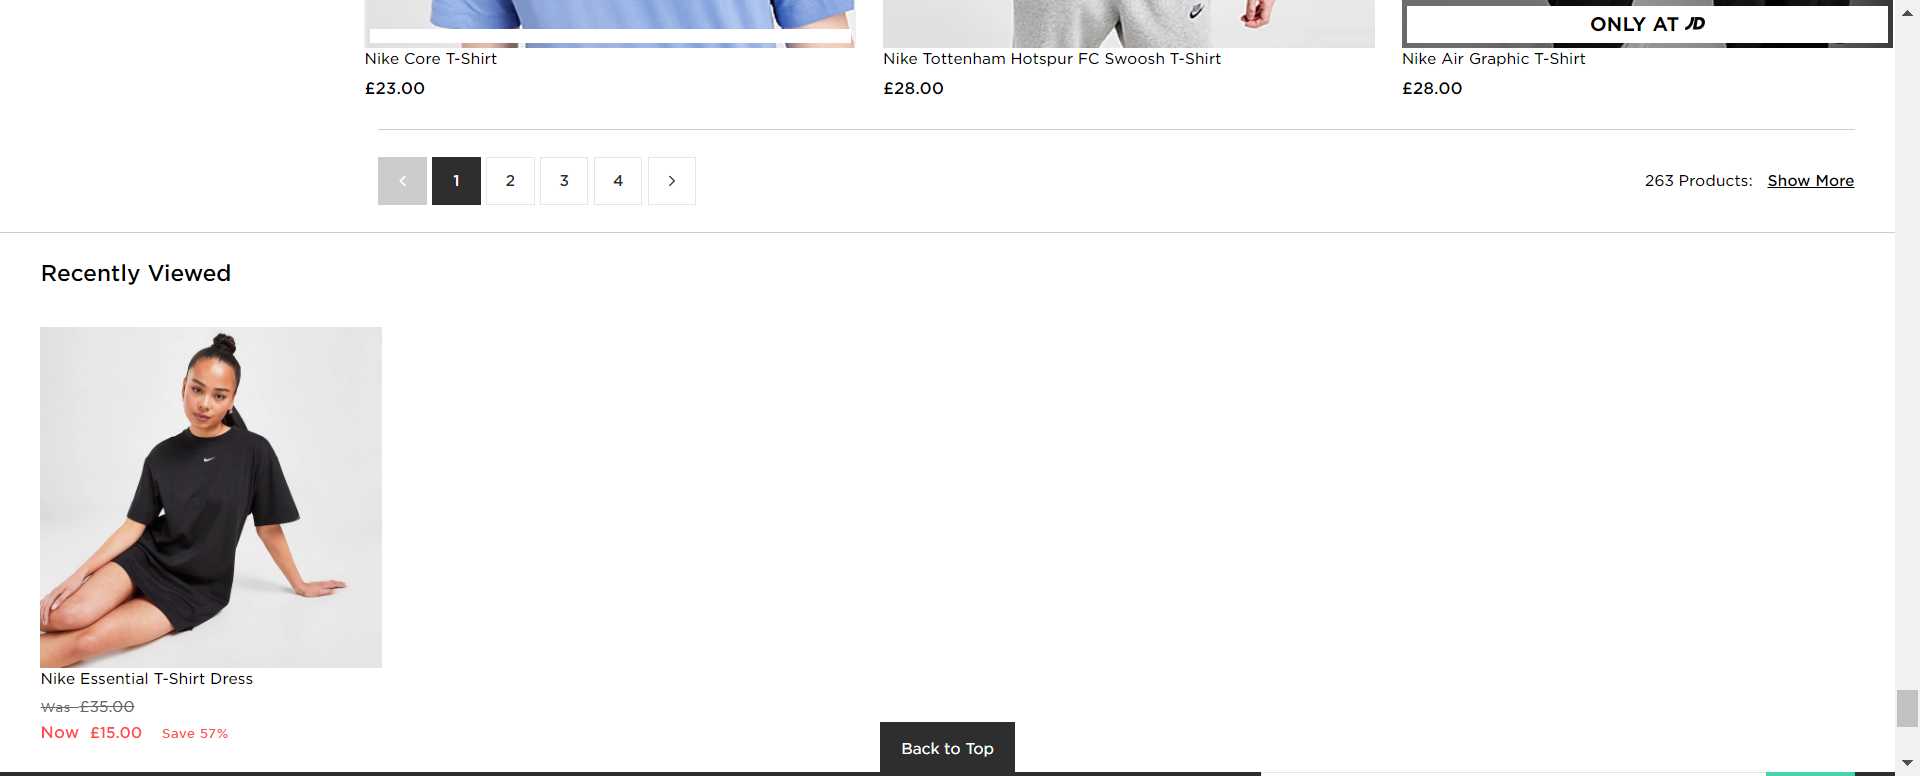 ONLY AT JD
Nike Core T-Shirt
£23.00
Nike Tottenham Hotspur FC Swoosh T-Shirt
£28.00
Nike Air Graphic T-Shirt
£28.00
1 2 3 4
263 Products: Show More
Recently Viewed
Nike Essential T-Shirt Dress
Was £35.00
Now £15.00 Save 57%
Back to Top